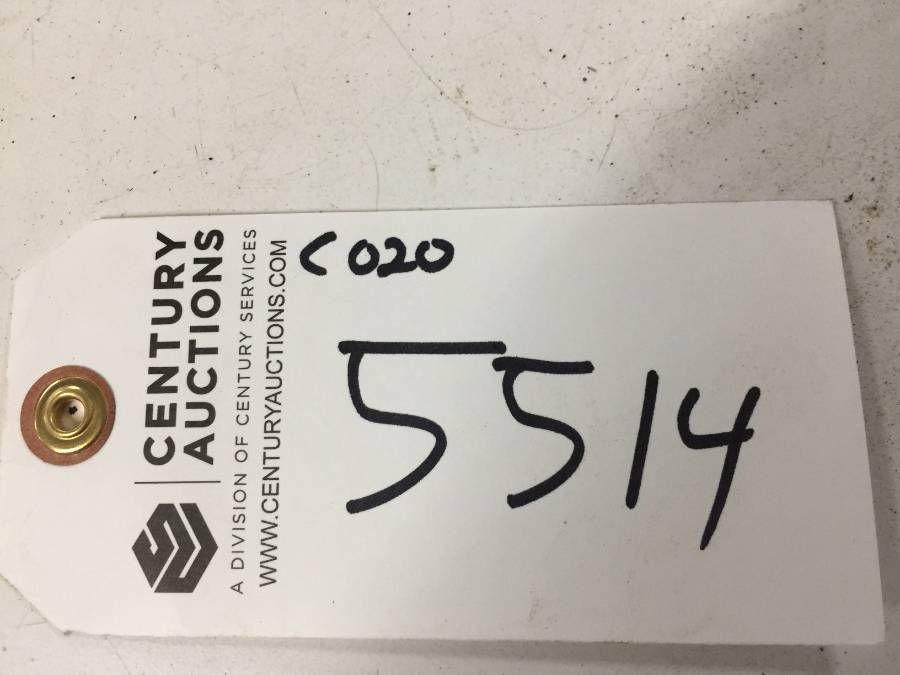 CENTURY
AUCTIONS
A DIVISION OF CENTURY SERVICES
WWW.CENTURYAUCTIONS.COM
C020
5514